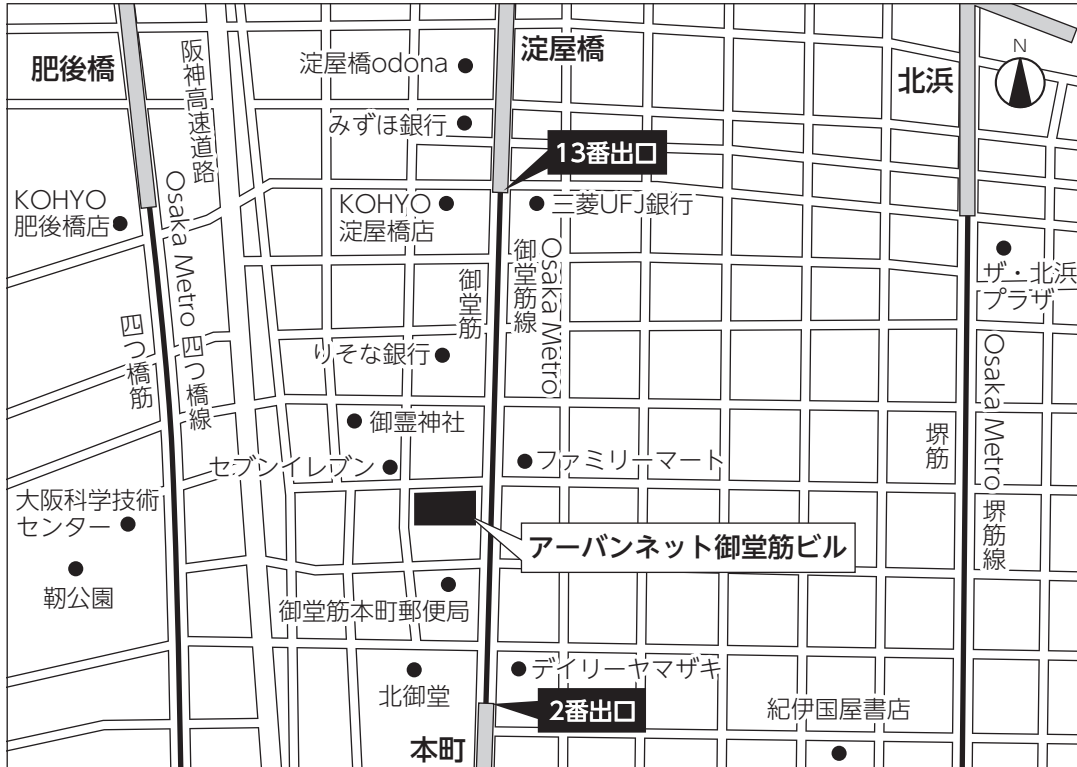 肥後橋
阪神高速道路
淀屋橋odona
淀屋橋
北浜
N
みずほ銀行
13番出口
KOHYO
肥後橋店
Osaka Metro 四つ橋線
KOHYO
淀屋橋店
三菱UFJ銀行
御堂筋
Osaka Metro
御堂筋線
ザ・北浜
プラザ
四つ橋筋
りそな銀行
Osaka Metro 堺筋線
御霊神社
堺筋
セブンイレブン
ファミリーマート
大阪科学技術
センター
アーバンネット御堂筋ビル
靭公園
御堂筋本町郵便局
北御堂
デイリーヤマザキ
2番出口
紀伊国屋書店
本町